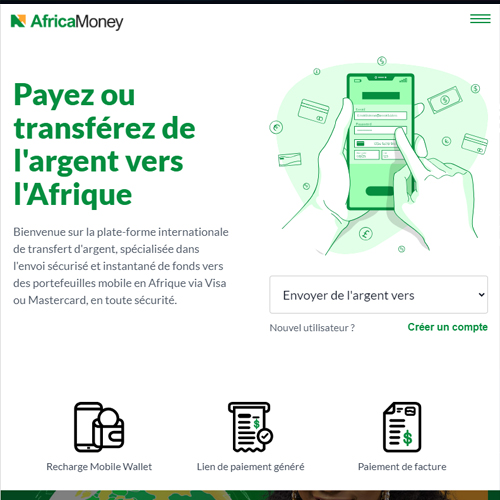 AfricaMoney
Payez ou
transférez de
l'argent vers
l'Afrique
Bienvenue sur la plate-forme internationale
de transfert d'argent, spécialisée dans
l'envoi sécurisé et instantané de fonds vers
des portefeuilles mobile en Afrique via Visa
ou Mastercard, en toute sécurité.
Envoyer de l'argent vers
Nouvel utilisateur ?
Créer un compte
Recharge Mobile Wallet
Lien de paiement généré
Paiement de facture